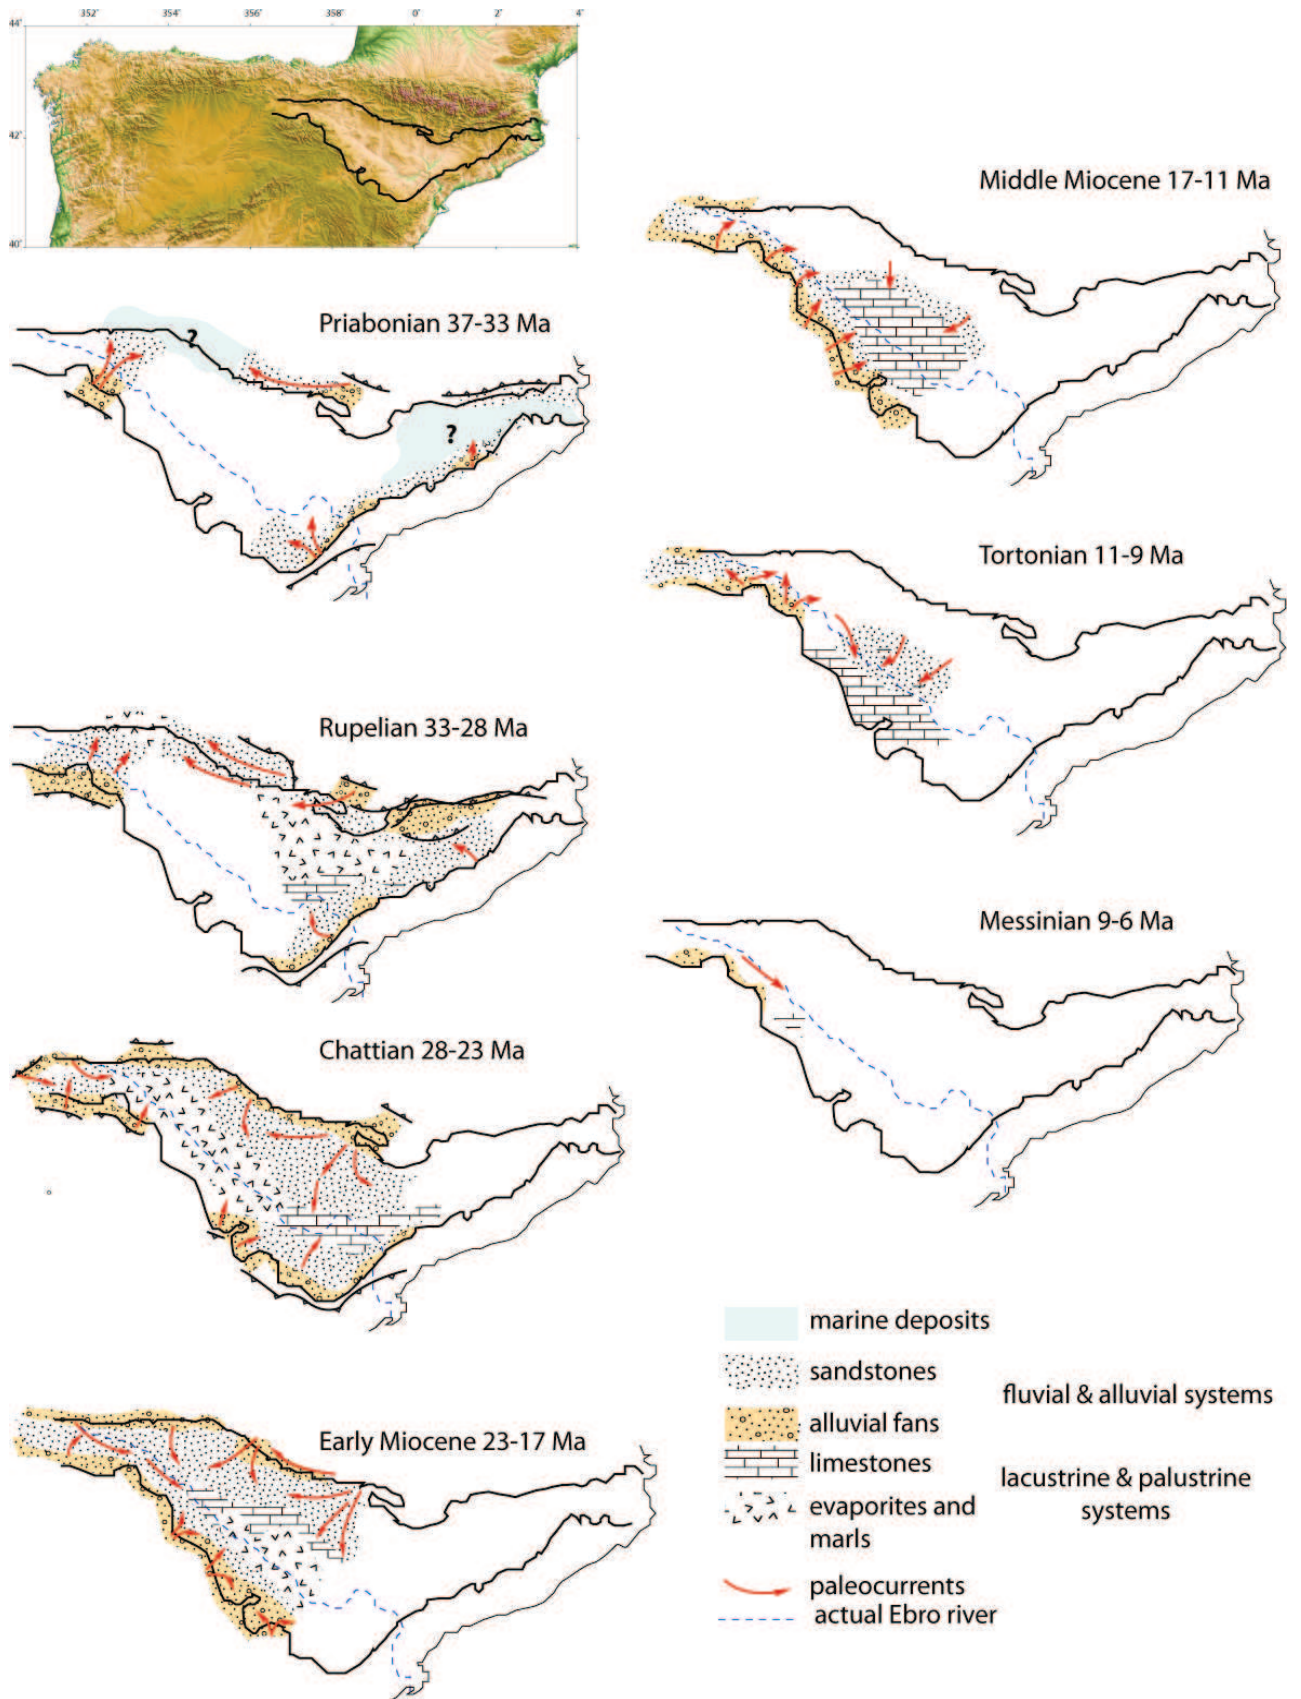 352° 354° 356° 358° 0° 2° 4°
44°
42°
40°
Priabonian 37-33 Ma
?
?
Rupelian 33-28 Ma
Chattian 28-23 Ma
Early Miocene 23-17 Ma
Middle Miocene 17-11 Ma
Tortonian 11-9 Ma
Messinian 9-6 Ma
marine deposits
sandstones
fluvial & alluvial systems
alluvial fans
limestones
lacustrine & palustrine
systems
evaporites and
marls
paleocurrents
actual Ebro river